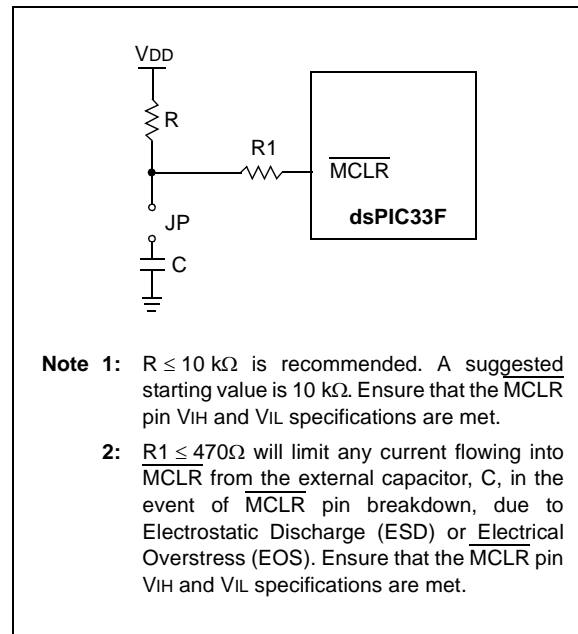 VDD
R
R1
MCLR
dsPIC33F
JP
C
Note 1: R ≤ 10 kΩ is recommended. A suggested
starting value is 10 kΩ. Ensure that the MCLR
pin VIH and VIL specifications are met.
2: R1 ≤ 470Ω will limit any current flowing into
MCLR from the external capacitor, C, in the
event of MCLR pin breakdown, due to
Electrostatic Discharge (ESD) or Electrical
Overstress (EOS). Ensure that the MCLR pin
VIH and VIL specifications are met.